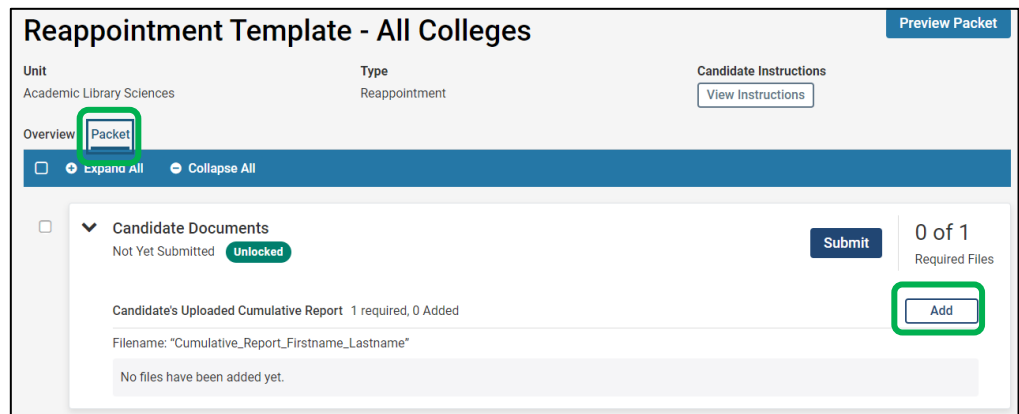 Reappointment Template - All Colleges
Preview Packet
Unit
Type
Candidate Instructions
Academic Library Sciences
Reappointment
View Instructions
Overview
Packet
Expand All
Collapse All
Candidate Documents
Not Yet Submitted
Unlocked
Submit
0 of 1
Required Files
Candidate's Uploaded Cumulative Report 1 required, 0 Added
Add
Filename: “Cumulative_Report_Firstname_Lastname”
No files have been added yet.